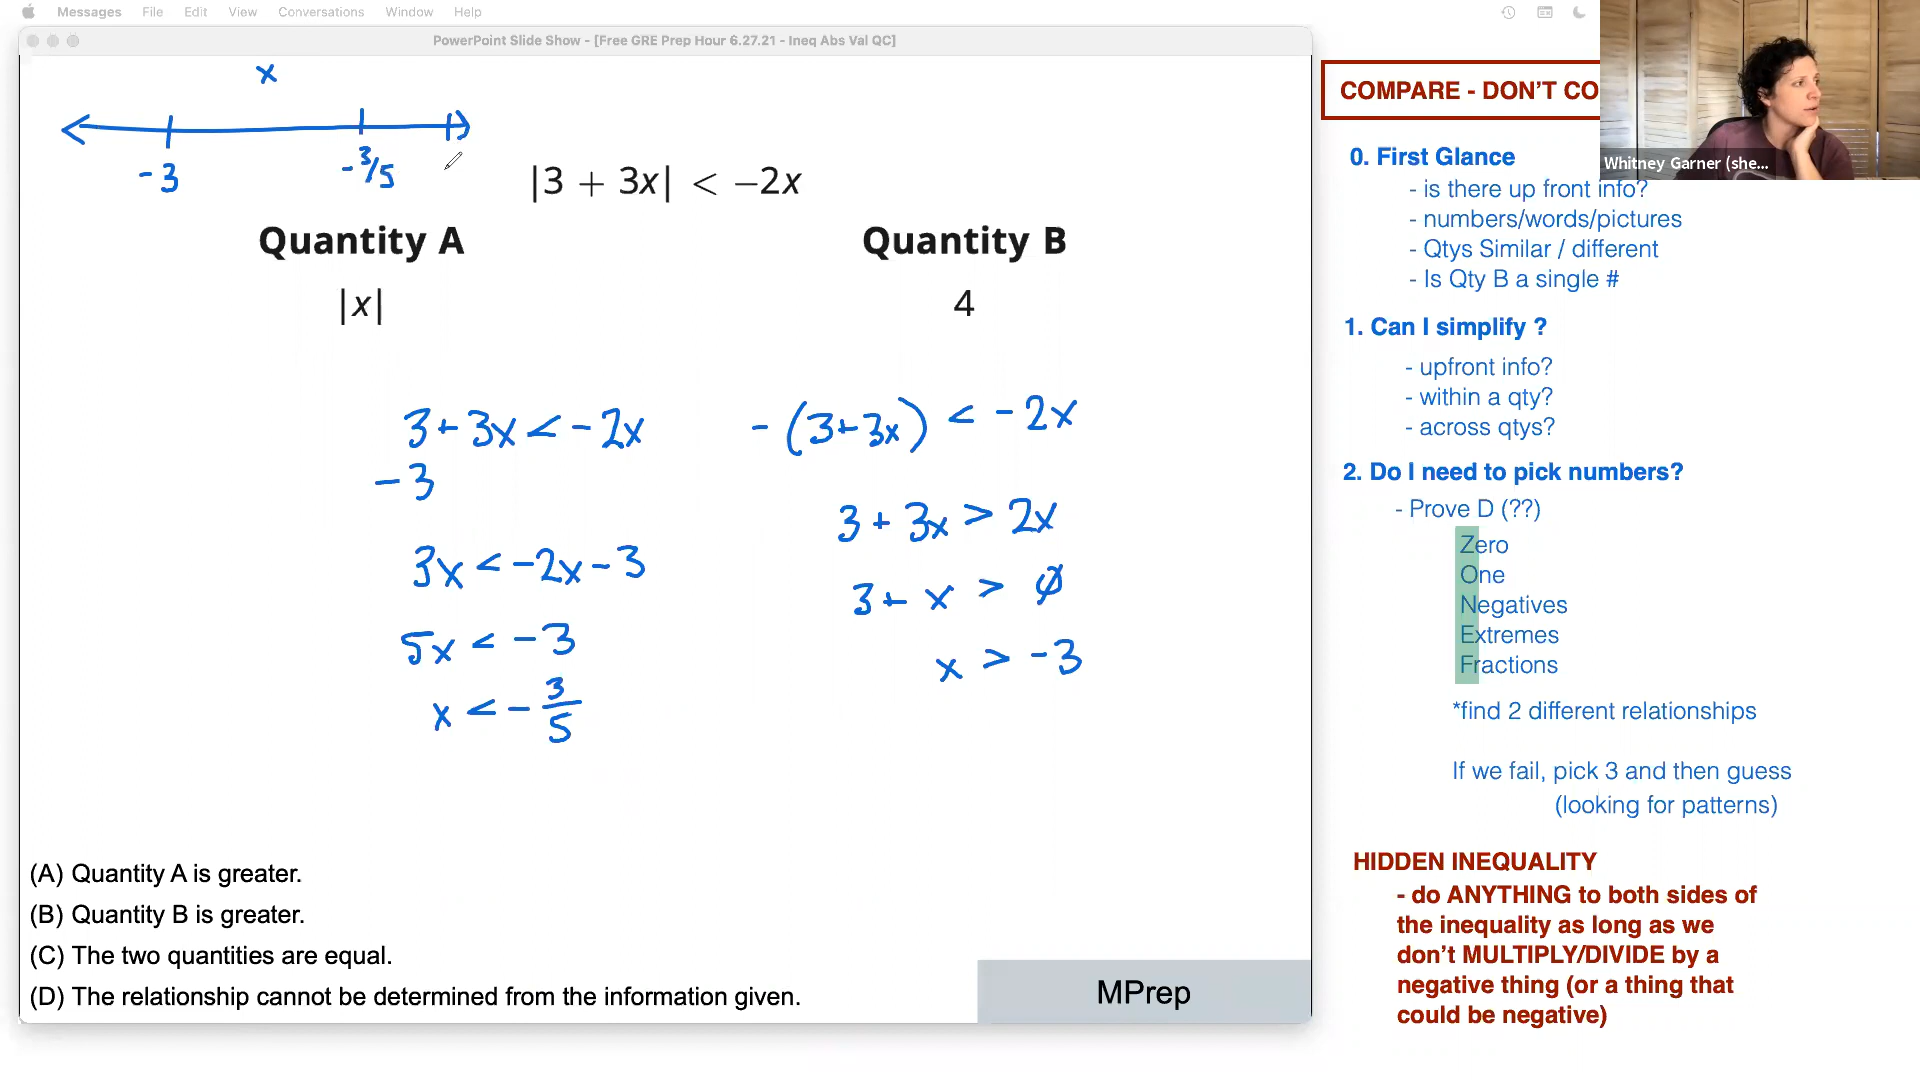 Messages File Edit View Conversations Window Help
PowerPoint Slide Show - [Free GRE Prep Hour 6.27.21 - Ineq Abs Val QC]
x
-3
-3/5
|3 + 3x| < −2x
Quantity A
Quantity B
|x|
4
3 + 3x < -2x
-3
3x < -2x - 3
5x < -3
x < - 3/5
-(3+3x) < -2x
3 + 3x > 2x
3 + x > 0
x > -3
(A) Quantity A is greater.
(B) Quantity B is greater.
(C) The two quantities are equal.
(D) The relationship cannot be determined from the information given.
MPrep
COMPARE - DON'T CO
Whitney Garner (she...
0. First Glance
- is there up front info?
- numbers/words/pictures
- Qtys Similar / different
- Is Qty B a single #
1. Can I simplify ?
- upfront info?
- within a qty?
- across qtys?
2. Do I need to pick numbers?
- Prove D (??)
Zero
One
Negatives
Extremes
Fractions
*find 2 different relationships
If we fail, pick 3 and then guess
(looking for patterns)
HIDDEN INEQUALITY
- do ANYTHING to both sides of
the inequality as long as we
don't MULTIPLY/DIVIDE by a
negative thing (or a thing that
could be negative)